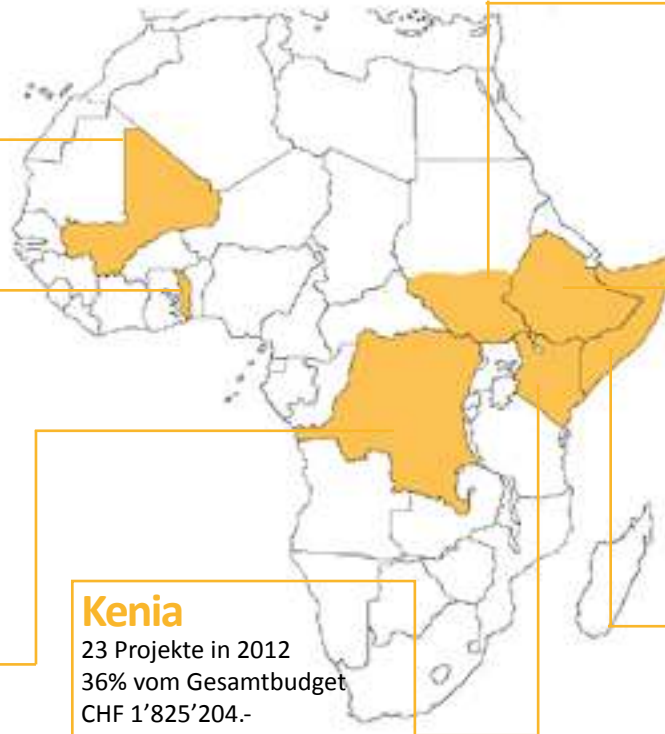 Kenia
23 Projekte in 2012
36% vom Gesamtbudget
CHF 1’825’204.-